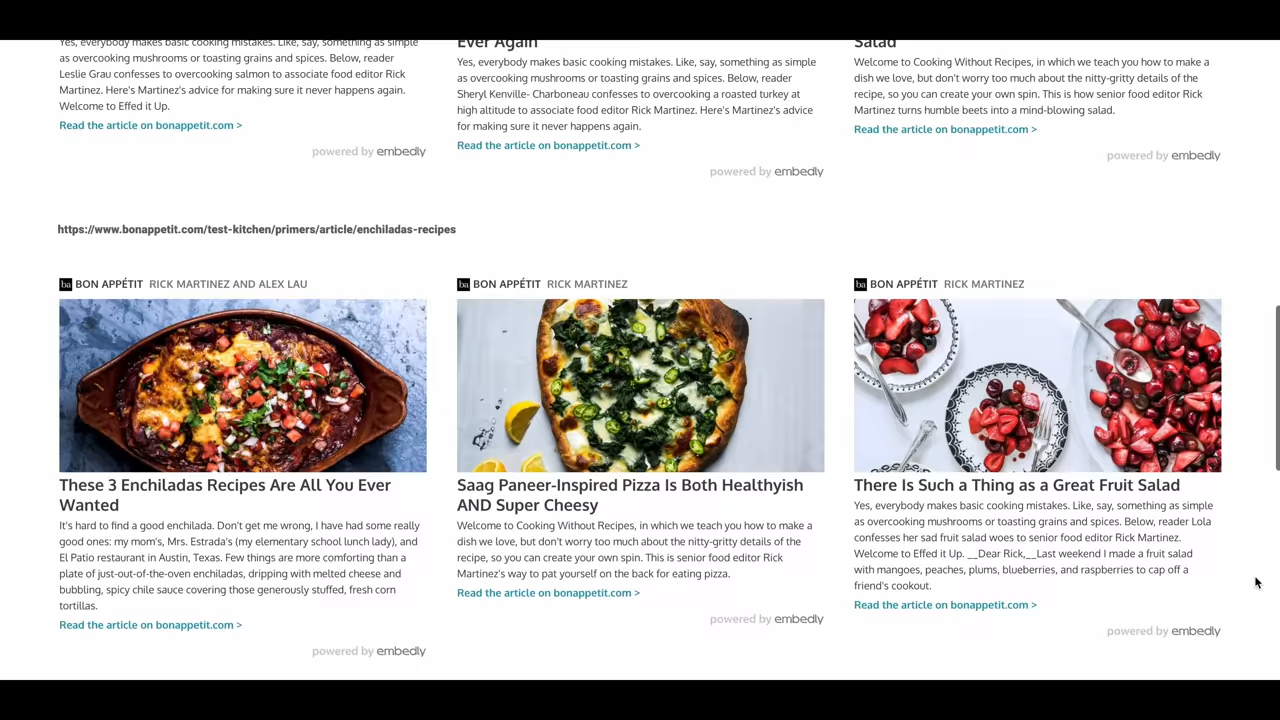 Yes, everybody makes basic cooking mistakes. Like, say, something as simple
as overcooking mushrooms or toasting grains and spices. Below, reader
Leslie Grau confesses to overcooking salmon to associate food editor Rick
Martinez. Here's Martinez's advice for making sure it never happens again.
Welcome to Effed it Up.
Read the article on bonappetit.com >
powered by embedly
Ever Again
Yes, everybody makes basic cooking mistakes. Like, say, something as simple
as overcooking mushrooms or toasting grains and spices. Below, reader
Sheryl Kenville- Charboneau confesses to overcooking a roasted turkey at
high altitude to associate food editor Rick Martinez. Here's Martinez's advice
for making sure it never happens again.
Read the article on bonappetit.com >
powered by embedly
Salad
Welcome to Cooking Without Recipes, in which we teach you how to make a
dish we love, but don't worry too much about the nitty-gritty details of the
recipe, so you can create your own spin. This is how senior food editor Rick
Martinez turns humble beets into a mind-blowing salad.
Read the article on bonappetit.com >
powered by embedly
https://www.bonappetit.com/test-kitchen/primers/article/enchiladas-recipes
ba BON APPÉTIT RICK MARTINEZ AND ALEX LAU
These 3 Enchiladas Recipes Are All You Ever
Wanted
It's hard to find a good enchilada. Don't get me wrong, I have had some really
good ones: my mom's, Mrs. Estrada's (my elementary school lunch lady), and
El Patio restaurant in Austin, Texas. Few things are more comforting than a
plate of just-out-of-the-oven enchiladas, dripping with melted cheese and
bubbling, spicy chile sauce covering those generously stuffed, fresh corn
tortillas.
Read the article on bonappetit.com >
powered by embedly
ba BON APPÉTIT RICK MARTINEZ
Saag Paneer-Inspired Pizza Is Both Healthyish
AND Super Cheesy
Welcome to Cooking Without Recipes, in which we teach you how to make a
dish we love, but don't worry too much about the nitty-gritty details of the
recipe, so you can create your own spin. This is senior food editor Rick
Martinez's way to pat yourself on the back for eating pizza.
Read the article on bonappetit.com >
powered by embedly
ba BON APPÉTIT RICK MARTINEZ
There Is Such a Thing as a Great Fruit Salad
Yes, everybody makes basic cooking mistakes. Like, say, something as simple
as overcooking mushrooms or toasting grains and spices. Below, reader Lola
confesses her sad fruit salad woes to senior food editor Rick Martinez.
Welcome to Effed it Up. __Dear Rick,__Last weekend I made a fruit salad
with mangoes, peaches, plums, blueberries, and raspberries to cap off a
friend's cookout.
Read the article on bonappetit.com >
powered by embedly